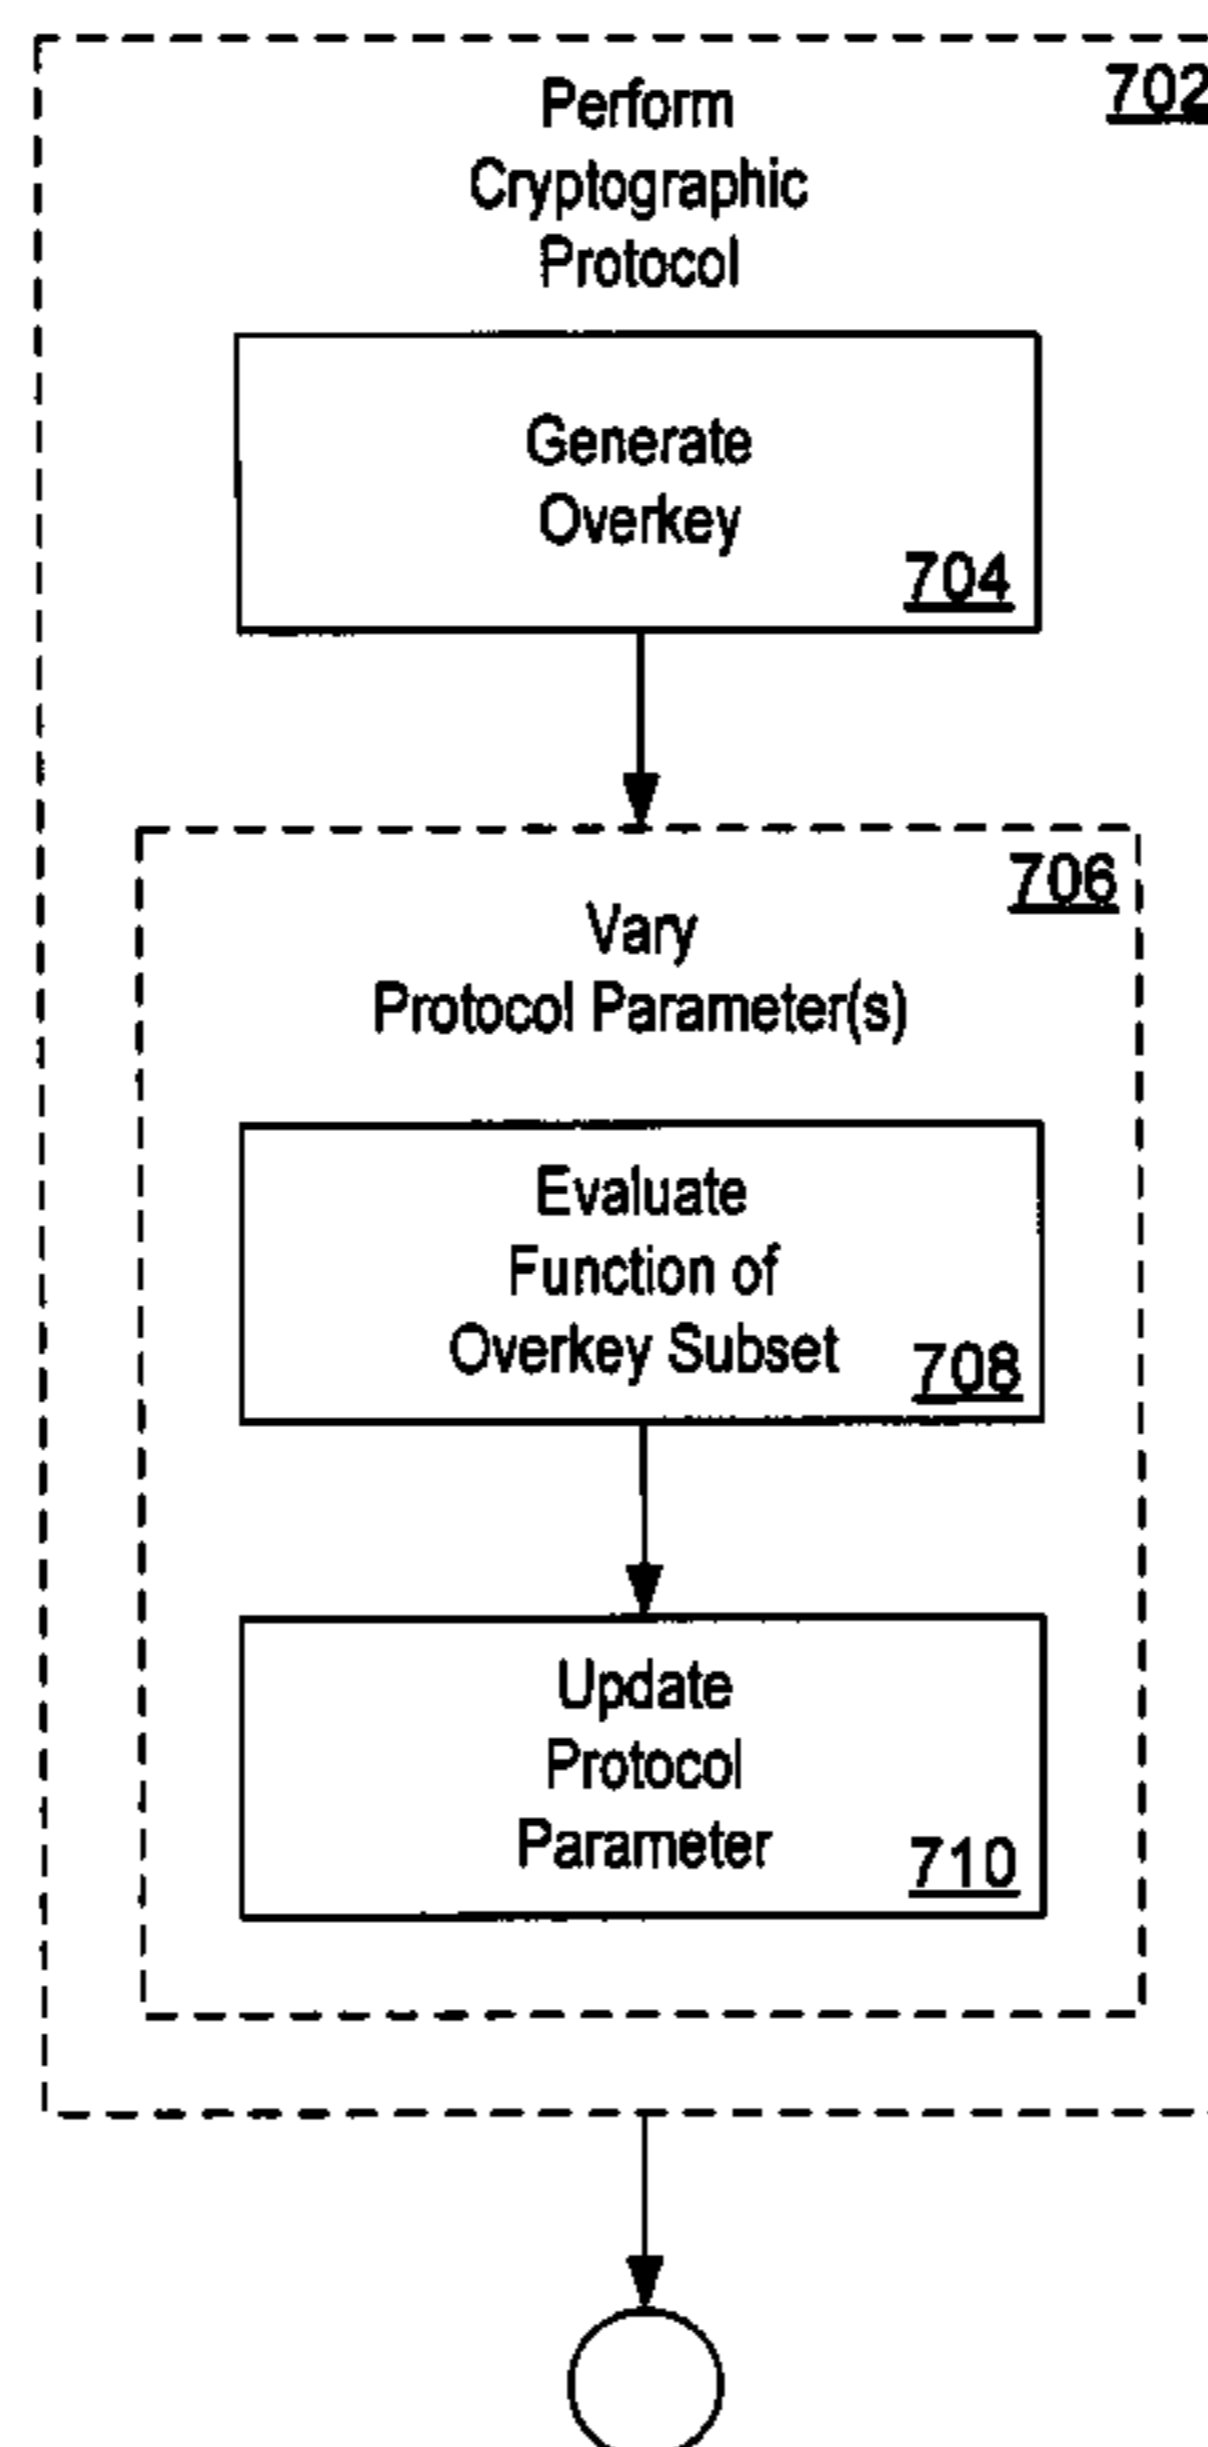 702
Perform
Cryptographic
Protocol
Generate
Overkey
704
706
Vary
Protocol Parameter(s)
Evaluate
Function of
Overkey Subset
708
Update
Protocol
Parameter
710